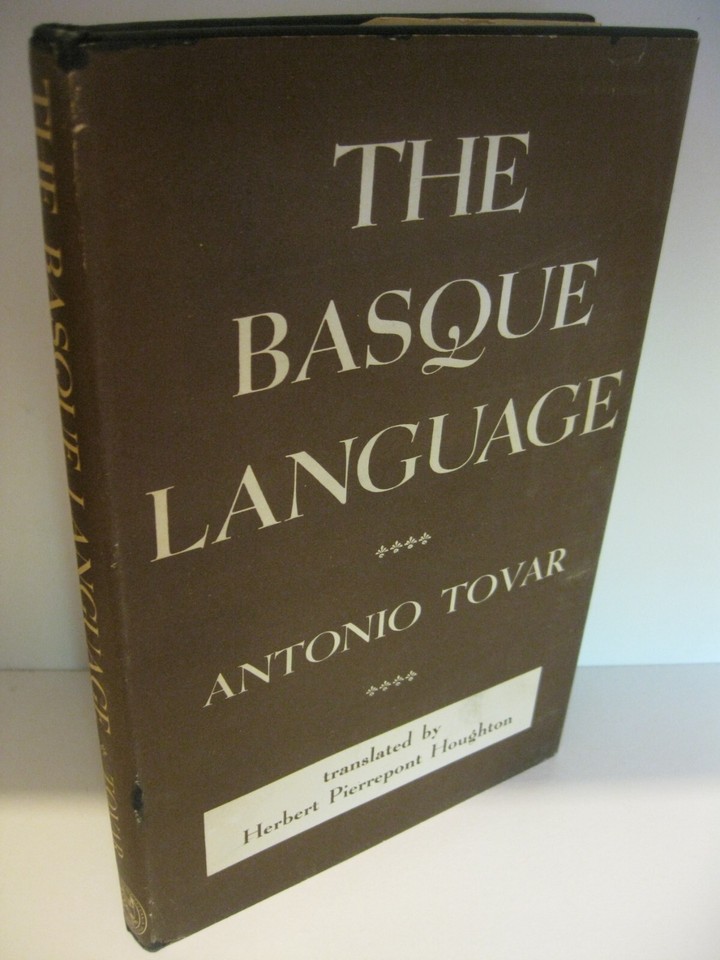 THE
BASQUE
LANGUAGE
ANTONIO TOVAR
translated by
Herbert Pierrepont Houghton
THE BASQUE LANGUAGE & TOVAR